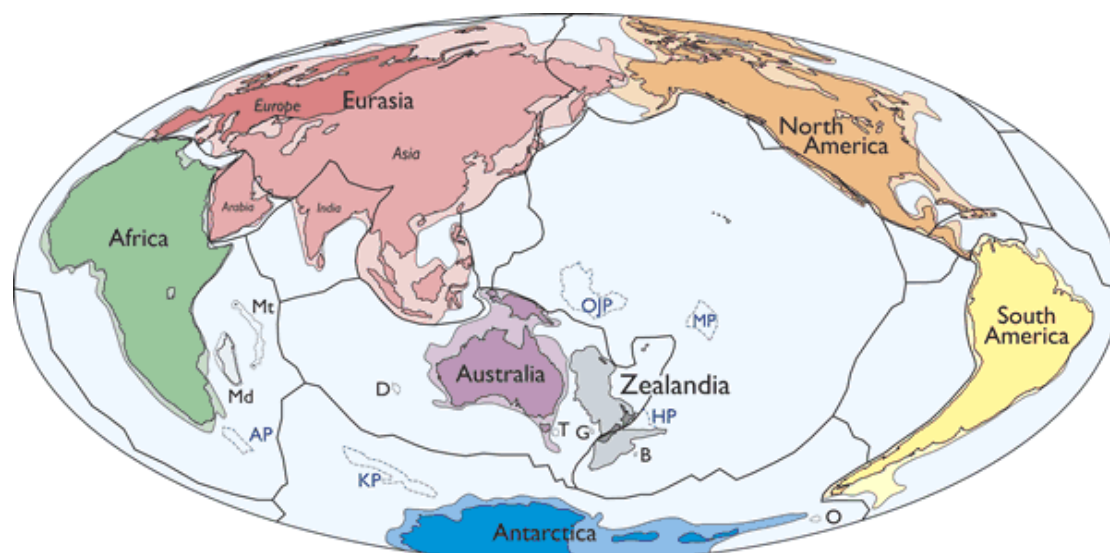 Europe
Eurasia
Asia
North
America
Arabia
India
Africa
Mt
OJP
MP
South
America
Australia
Zealandia
D
Md
AP
T
G
HP
B
KP
O
Antarctica